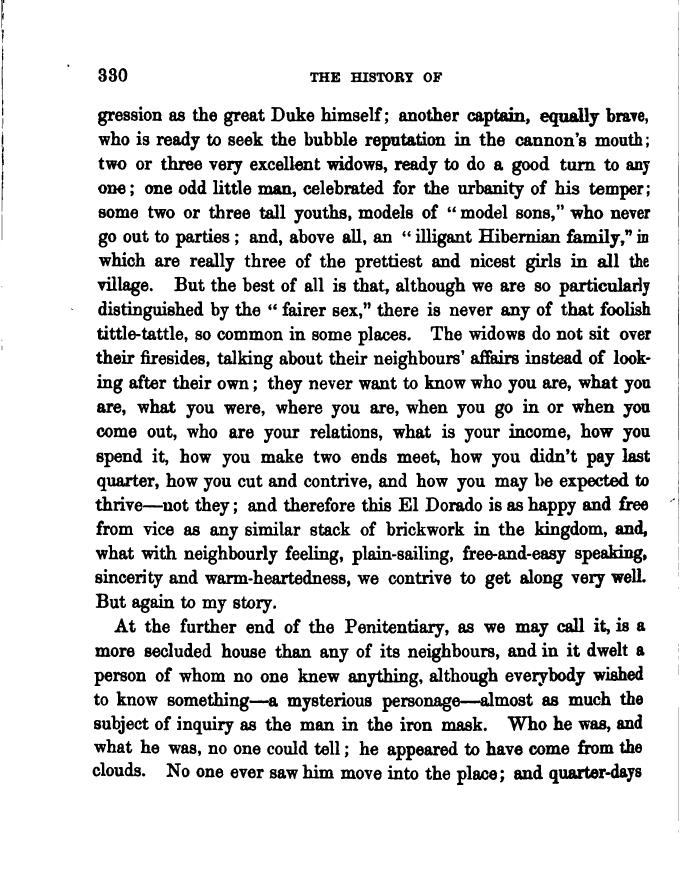 330 THE HISTORY OF
gression as the great Duke himself; another captain, equally brave,
who is ready to seek the bubble reputation in the cannon's mouth;
two or three very excellent widows, ready to do a good turn to any
one; one odd little man, celebrated for the urbanity of his temper;
some two or three tall youths, models of "model sons," who never
go out to parties; and, above all, an "illigant Hibernian family," in
which are really three of the prettiest and nicest girls in all the
village. But the best of all is that, although we are so particularly
distinguished by the "fairer sex," there is never any of that foolish
tittle-tattle, so common in some places. The widows do not sit over
their firesides, talking about their neighbours' affairs instead of look-
ing after their own; they never want to know who you are, what you
are, what you were, where you are, when you go in or when you
come out, who are your relations, what is your income, how you
spend it, how you make two ends meet, how you didn't pay last
quarter, how you cut and contrive, and how you may be expected to
thrive—not they; and therefore this El Dorado is as happy and free
from vice as any similar stack of brickwork in the kingdom, and,
what with neighbourly feeling, plain-sailing, free-and-easy speaking,
sincerity and warm-heartedness, we contrive to get along very well.
But again to my story.
At the further end of the Penitentiary, as we may call it, is a
more secluded house than any of its neighbours, and in it dwelt a
person of whom no one knew anything, although everybody wished
to know something—a mysterious personage—almost as much the
subject of inquiry as the man in the iron mask. Who he was, and
what he was, no one could tell; he appeared to have come from the
clouds. No one ever saw him move into the place; and quarter-days